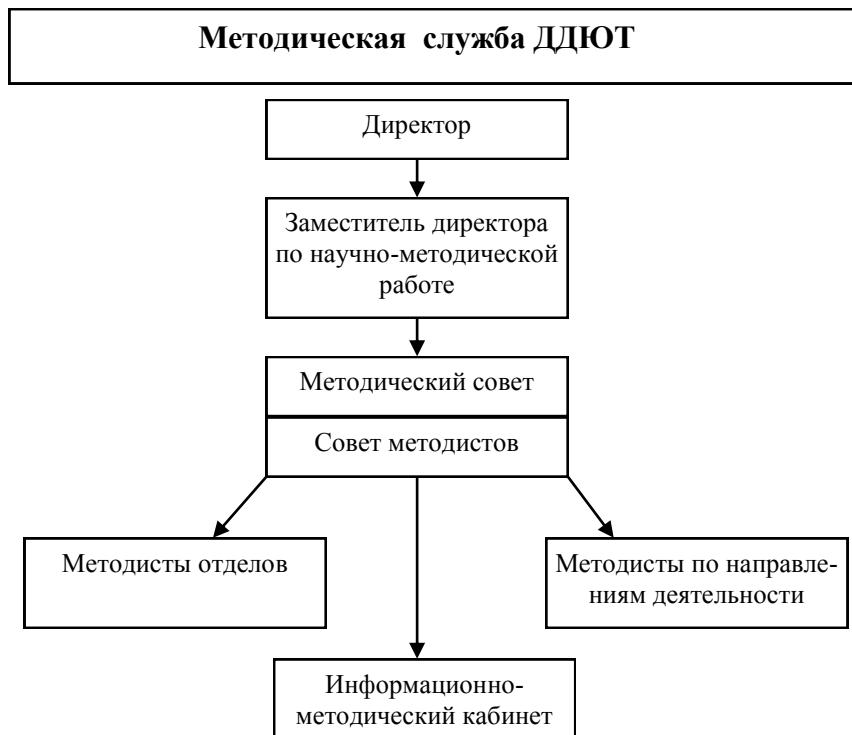 Методическая служба ДДЮТ
Директор
Заместитель директора
по научно-методической
работе
Методический совет
Совет методистов
Методисты отделов
Методисты по направле-
ниям деятельности
Информационно-
методический кабинет